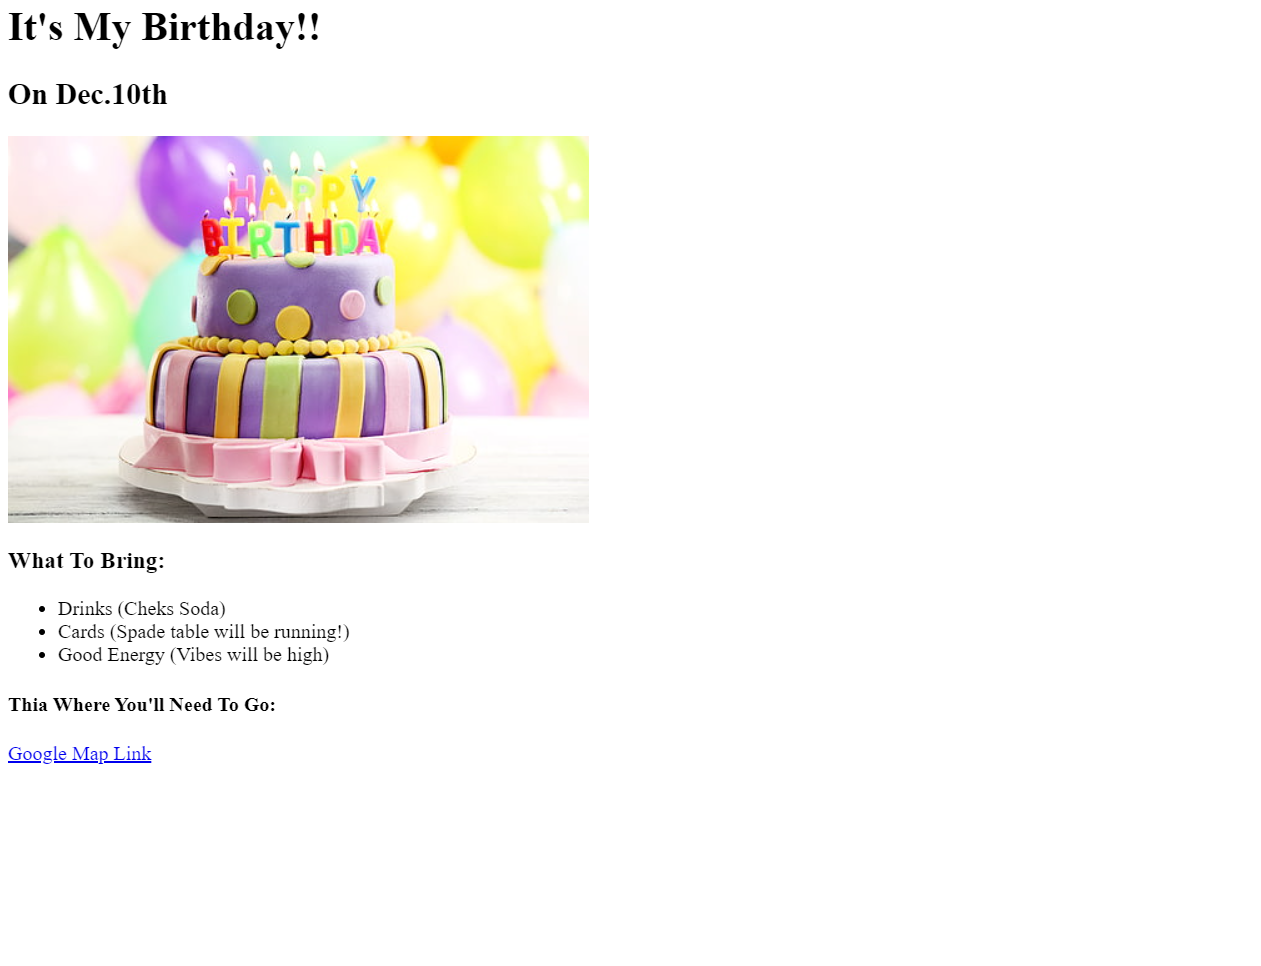 It's My Birthday!!
On Dec.10th
HAPPY
BIRTHDAY
What To Bring:
Drinks (Cheks Soda)
Cards (Spade table will be running!)
Good Energy (Vibes will be high)
Thia Where You'll Need To Go:
Google Map Link